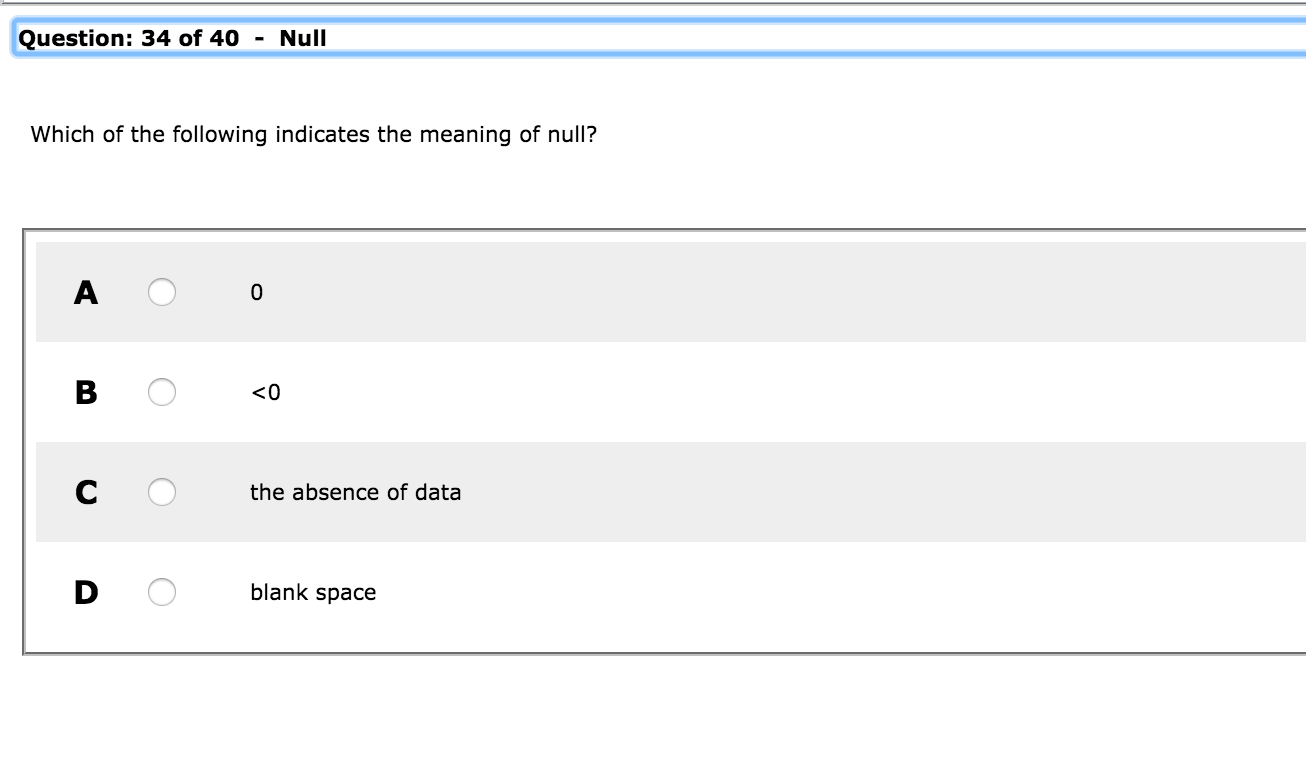 Question: 34 of 40 - Null
Which of the following indicates the meaning of null?
A 0
B <0
C the absence of data
D blank space